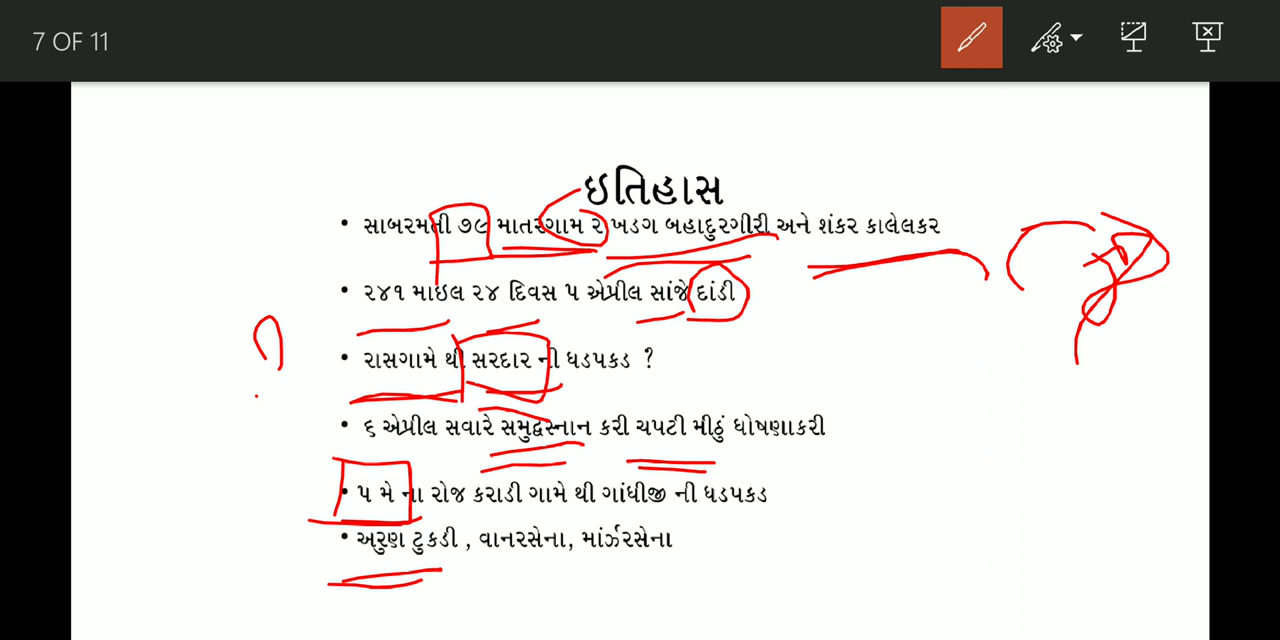 7 OF 11
ઇતિહાસ
• સાબરમતી ૭૯ માતરગામ ૨ ખડગ બહાદુરગીરી અને શંકર કાલેલકર
• ૨૪૧ માઇલ ૨૪ દિવસ ૫ એપ્રીલ સાંજે દાંડી
• રાસગામે થી સરદાર ની ધડપકડ ?
• ૬ એપ્રીલ સવારે સમુદ્રસ્નાન કરી ચપટી મીઠું ઘોષણાકરી
• ૫ મે ના રોજ કરાડી ગામે થી ગાંધીજી ની ધડપકડ
• અરુણ ટુકડી , વાનરસેના, માંર્ઝરસેના